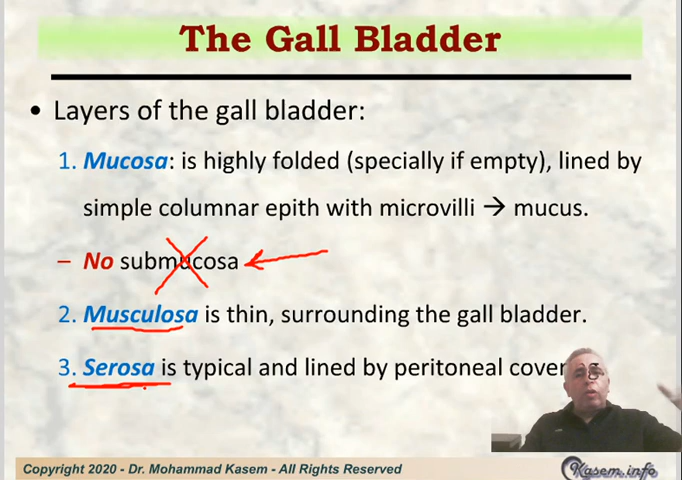 The Gall Bladder
• Layers of the gall bladder:
1. Mucosa: is highly folded (specially if empty), lined by
simple columnar epith with microvilli → mucus.
– No submucosa
2. Musculosa is thin, surrounding the gall bladder.
3. Serosa is typical and lined by peritoneal
Copyright 2020 - Dr. Mohammad Kasem - All Rights Reserved
Kasem.info